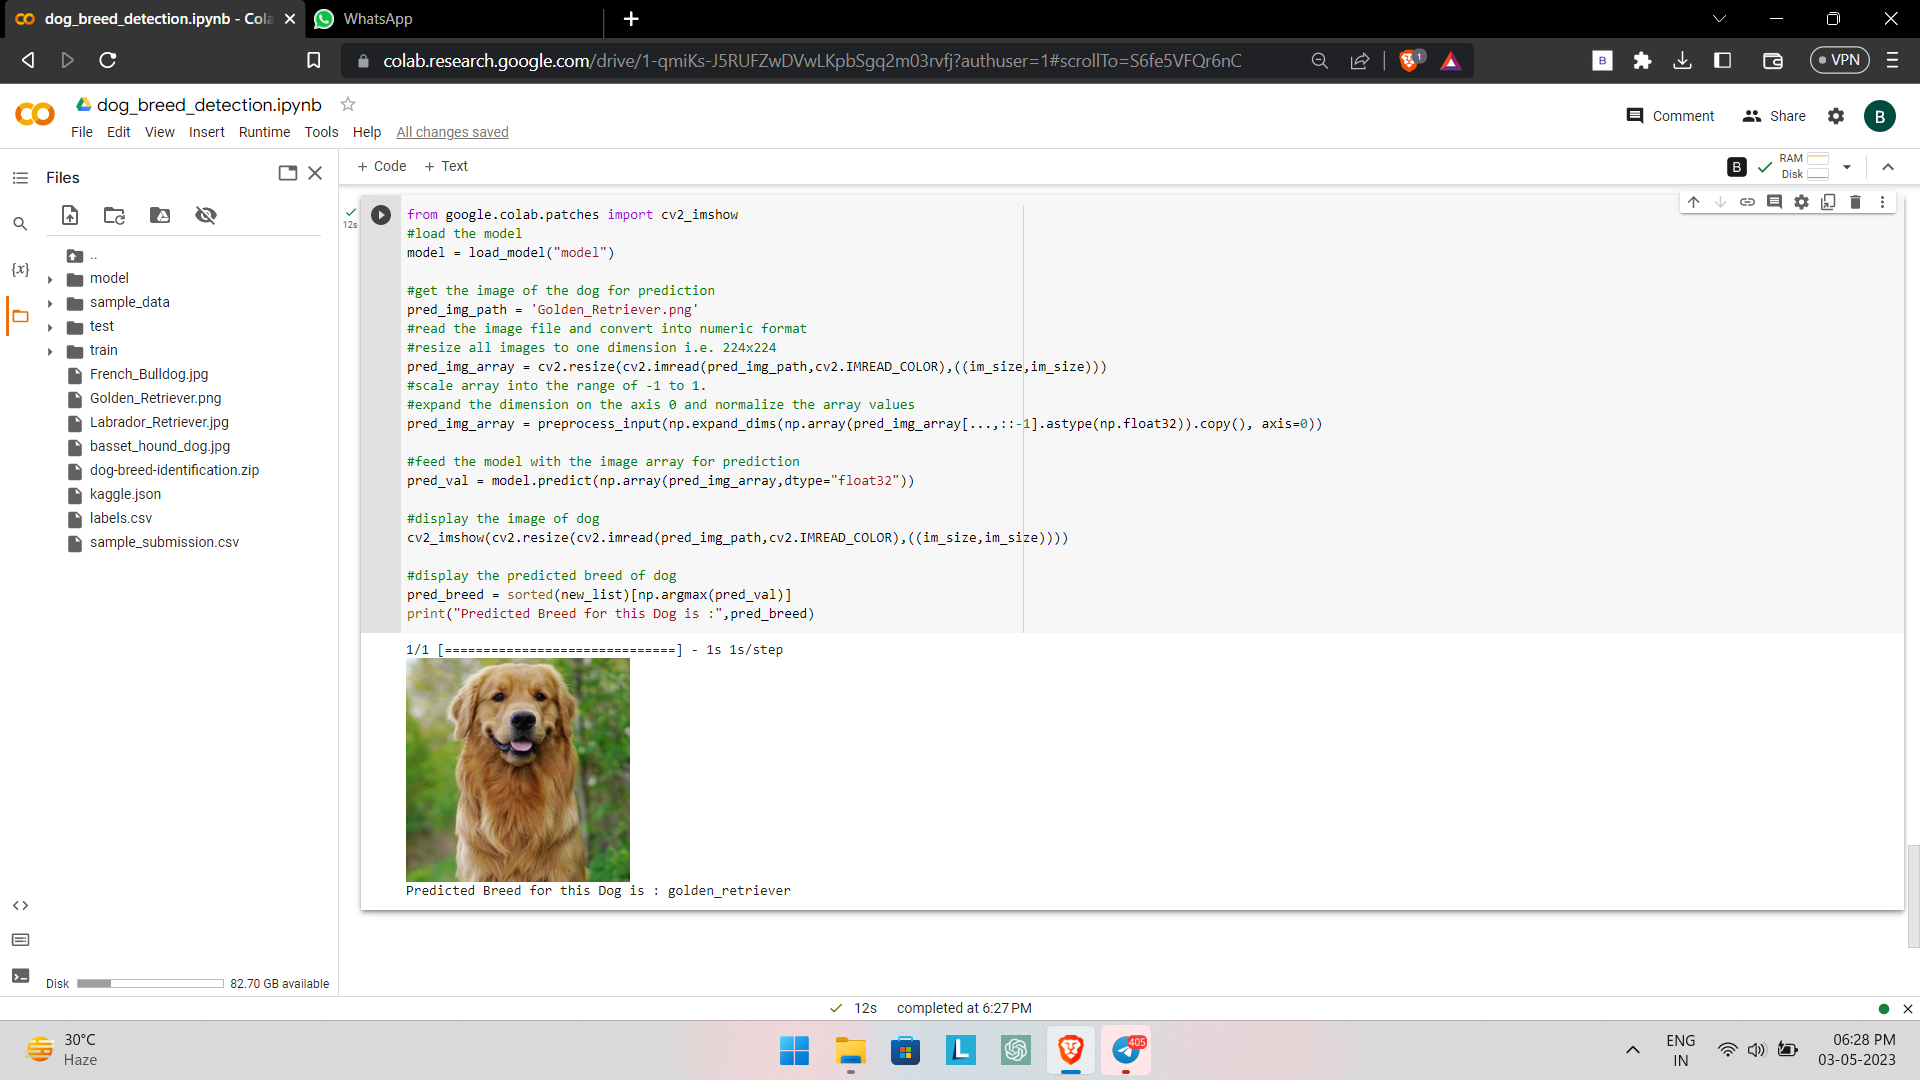 dog_breed_detection.ipynb - Cola
WhatsApp
colab.research.google.com/drive/1-qmiKs-J5RUFZwDVwLKpbSgq2m03rvfj?authuser=1#scrollTo=S6fe5VFQr6nC
1
B
VPN
dog_breed_detection.ipynb
File Edit View Insert Runtime Tools Help All changes saved
Comment
Share
B
Files
+ Code + Text
B
RAM
Disk
..
model
sample_data
test
train
French_Bulldog.jpg
Golden_Retriever.png
Labrador_Retriever.jpg
basset_hound_dog.jpg
dog-breed-identification.zip
kaggle.json
labels.csv
sample_submission.csv
{x}
Disk 82.70 GB available
12s
from google.colab.patches import cv2_imshow
#load the model
model = load_model("model")
#get the image of the dog for prediction
pred_img_path = 'Golden_Retriever.png'
#read the image file and convert into numeric format
#resize all images to one dimension i.e. 224x224
pred_img_array = cv2.resize(cv2.imread(pred_img_path,cv2.IMREAD_COLOR),((im_size,im_size)))
#scale array into the range of -1 to 1.
#expand the dimension on the axis 0 and normalize the array values
pred_img_array = preprocess_input(np.expand_dims(np.array(pred_img_array[...,::-1].astype(np.float32)).copy(), axis=0))
#feed the model with the image array for prediction
pred_val = model.predict(np.array(pred_img_array,dtype="float32"))
#display the image of dog
cv2_imshow(cv2.resize(cv2.imread(pred_img_path,cv2.IMREAD_COLOR),((im_size,im_size))))
#display the predicted breed of dog
pred_breed = sorted(new_list)[np.argmax(pred_val)]
print("Predicted Breed for this Dog is :",pred_breed)
1/1 [==============================] - 1s 1s/step
Predicted Breed for this Dog is : golden_retriever
12s completed at 6:27 PM
30°C
Haze
L
405
ENG
IN
06:28 PM
03-05-2023